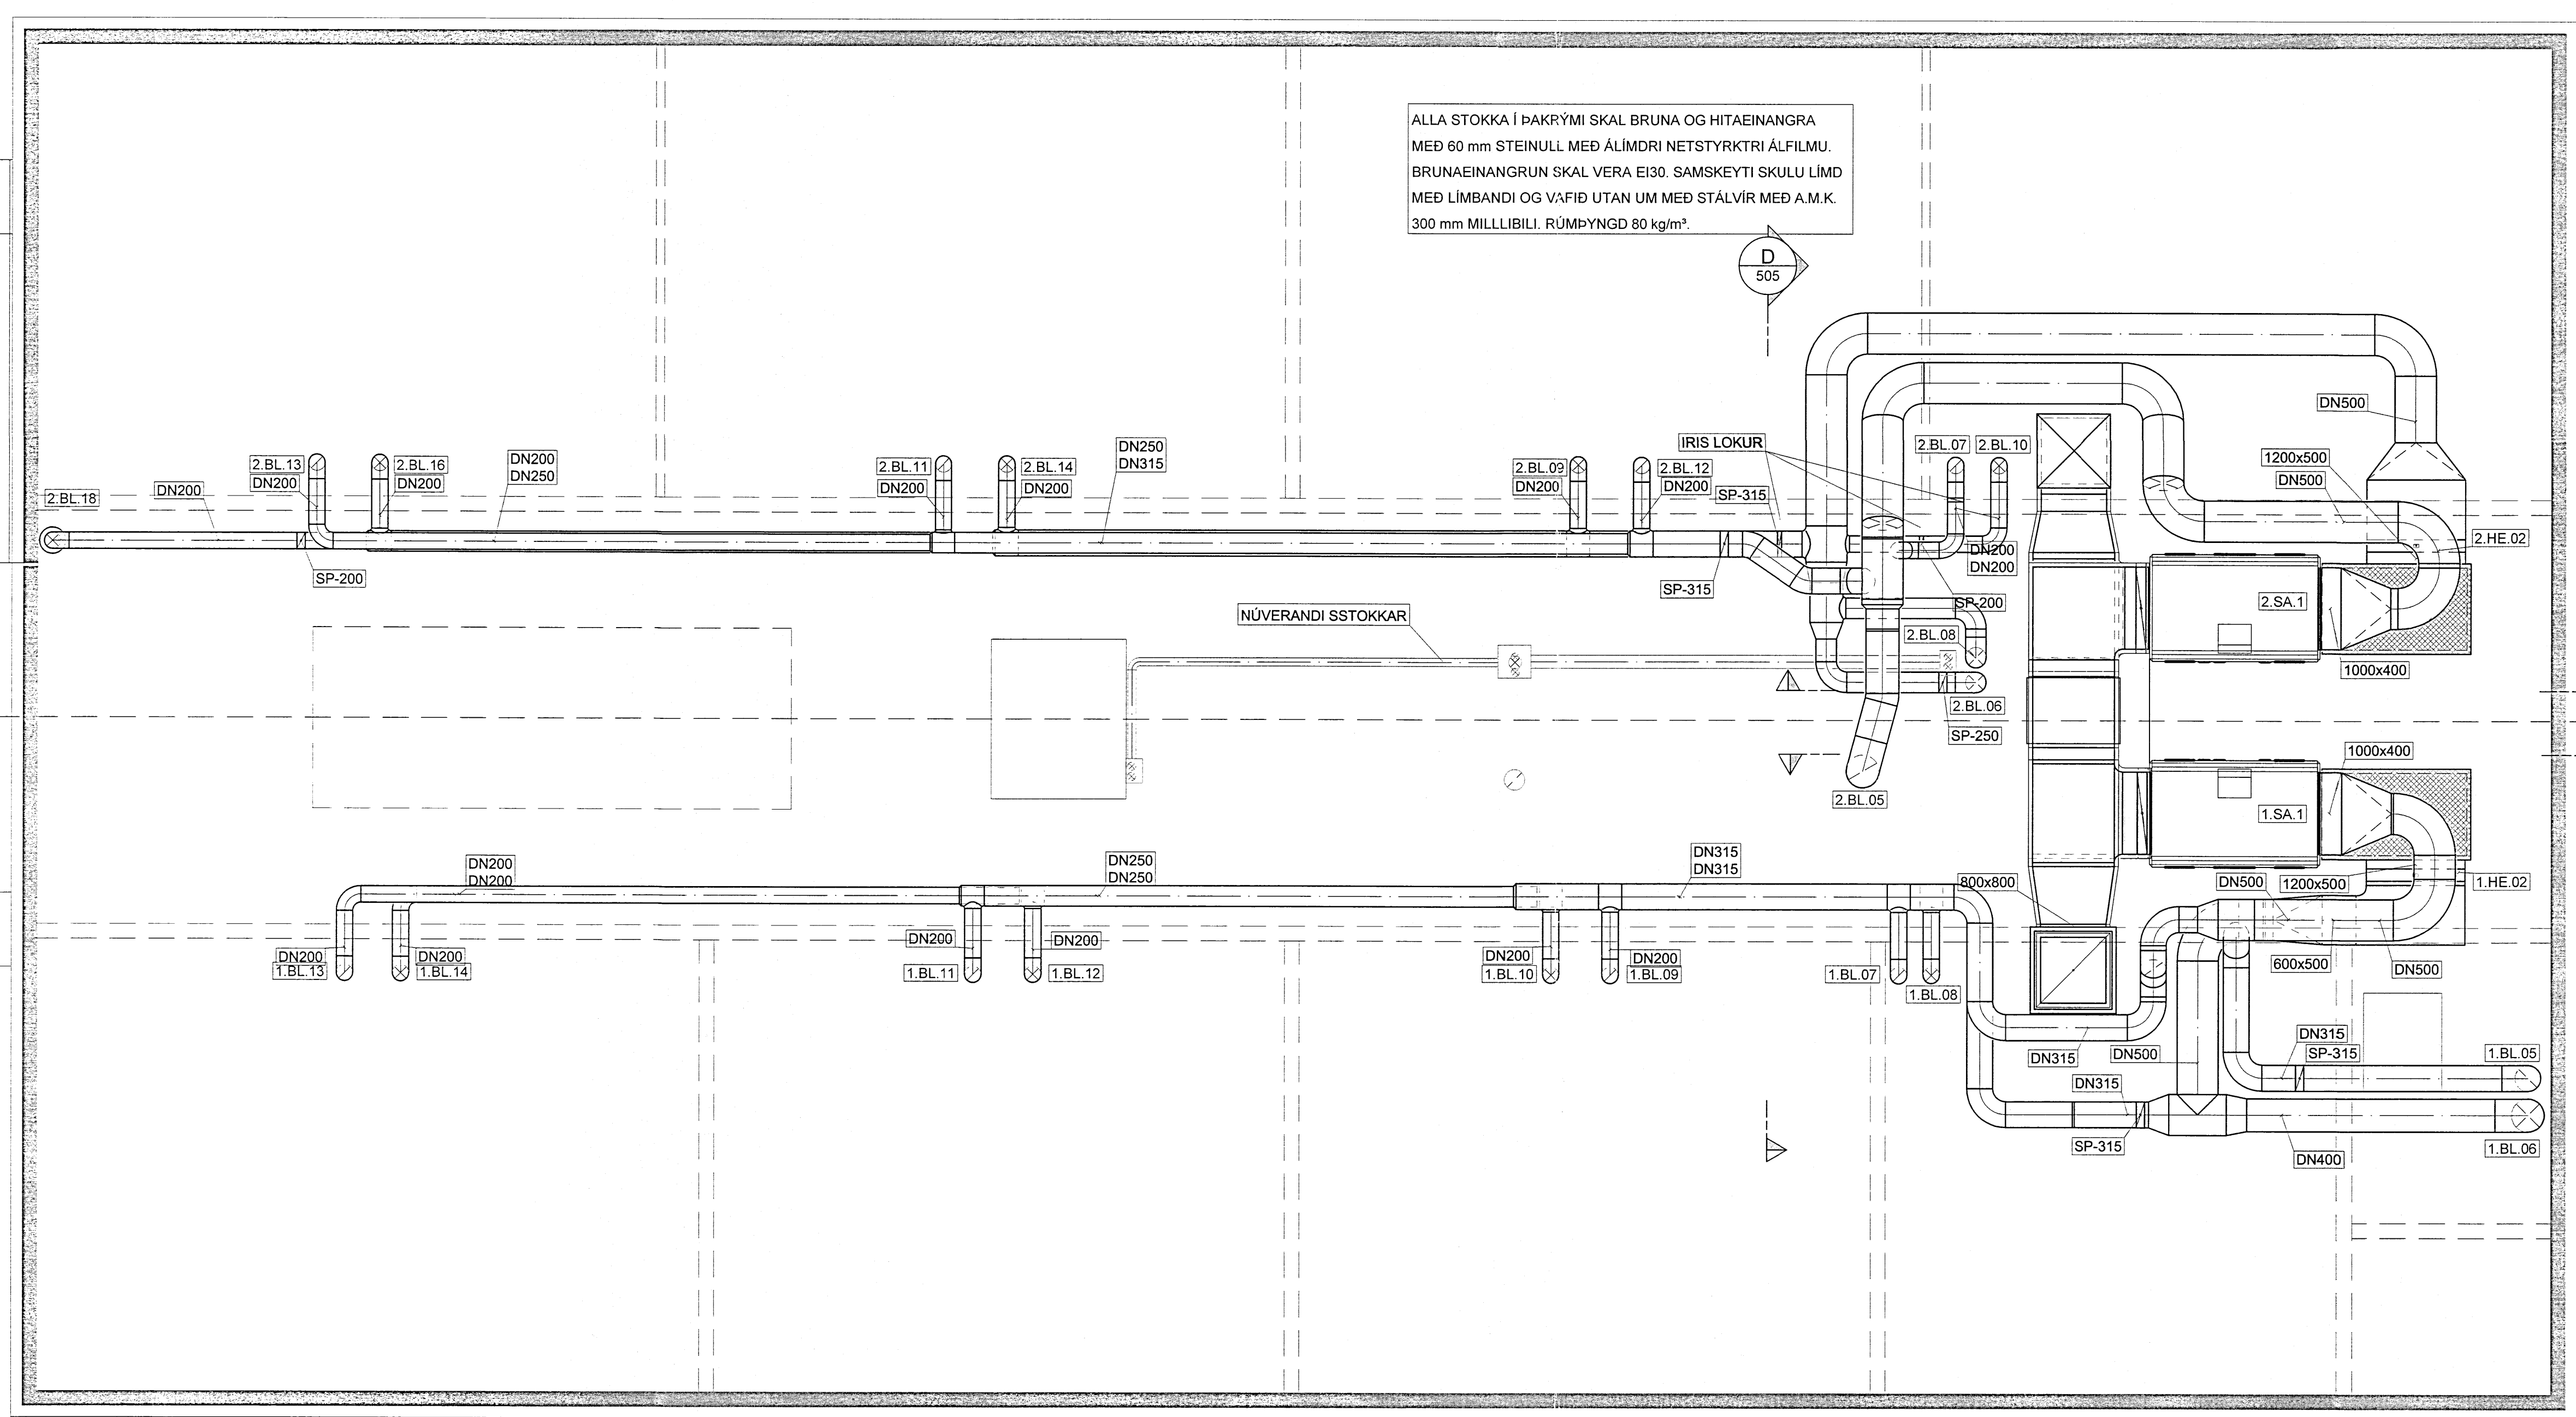 ALLA STOKKA Í ÞAKRÝMI SKAL BRUNA OG HITAEINANGRA
MEÐ 60 mm STEINULL MEÐ ÁLÍMDRI NETSTYRKTRI ÁLFILMU.
BRUNAEINANGRUN SKAL VERA EI30. SAMSKEYTI SKULU LÍMD
MEÐ LÍMBANDI OG VAFIÐ UTAN UM MEÐ STÁLVÍR MEÐ A.M.K.
300 mm MILLLIBILI. RÚMÞYNGD 80 kg/m³.
D
505
DN500
IRIS LOKUR
2.BL.07
2.BL.10
1200x500
DN500
2.BL.18
DN200
2.BL.13
DN200
2.BL.16
DN200
DN200
DN250
2.BL.11
DN200
2.BL.14
DN200
DN250
DN315
2.BL.09
DN200
2.BL.12
DN200
SP-315
2.HE.02
DN200
DN200
SP-200
SP-315
SP-200
2.SA.1
NÚVERANDI SSTOKKAR
2.BL.08
1000x400
2.BL.06
SP-250
1000x400
2.BL.05
1.SA.1
DN200
DN200
DN250
DN250
DN315
DN315
800x800
DN500
1200x500
1.HE.02
DN200
1.BL.13
DN200
1.BL.14
DN200
1.BL.11
DN200
1.BL.12
DN200
1.BL.10
DN200
1.BL.09
1.BL.07
1.BL.08
600x500
DN500
DN315
DN500
DN315
SP-315
1.BL.05
DN315
SP-315
DN400
1.BL.06